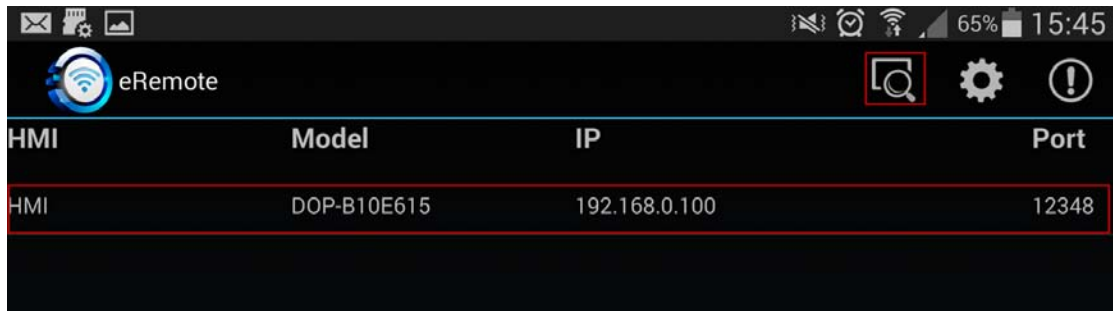 65% 15:45
eRemote
HMI Model IP Port
HMI DOP-B10E615 192.168.0.100 12348